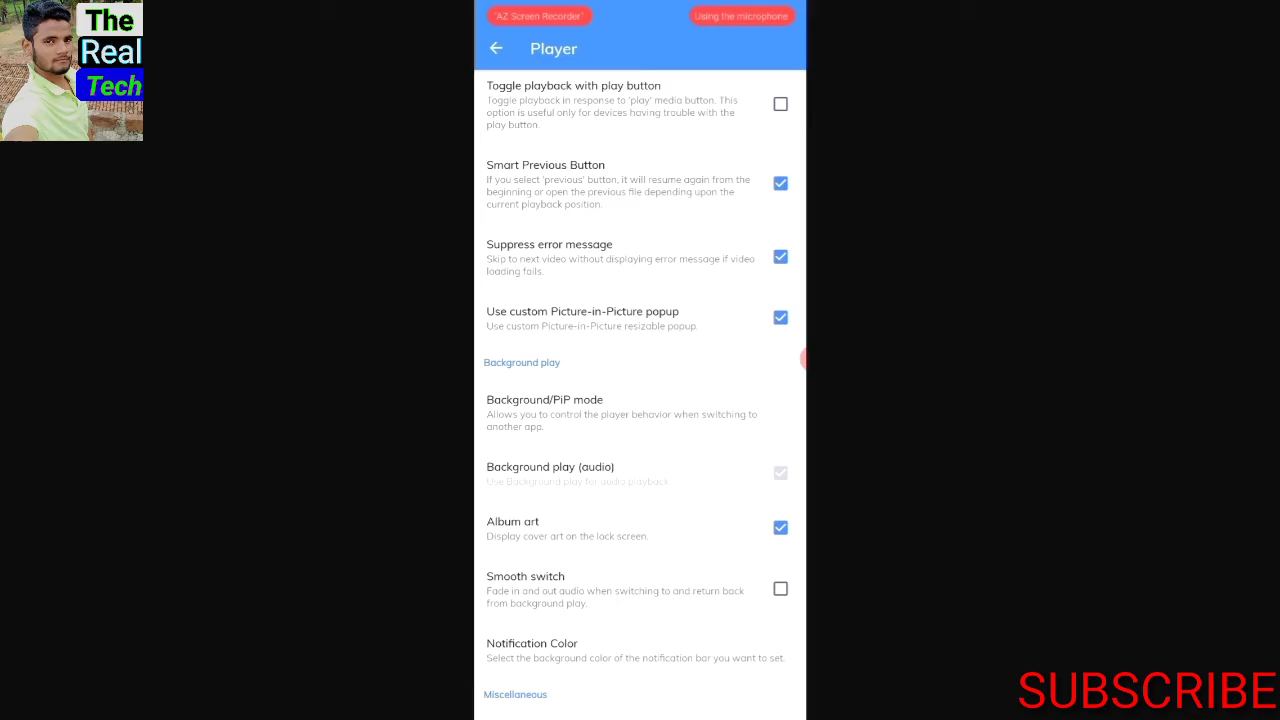 The
Real
Tech
"AZ Screen Recorder"
Using the microphone
Player
Toggle playback with play button
Toggle playback in response to 'play' media button. This
option is useful only for devices having trouble with the
play button.
Smart Previous Button
If you select 'previous' button, it will resume again from the
beginning or open the previous file depending upon the
current playback position.
Suppress error message
Skip to next video without displaying error message if video
loading fails.
Use custom Picture-in-Picture popup
Use custom Picture-in-Picture resizable popup.
Background play
Background/PiP mode
Allows you to control the player behavior when switching to
another app.
Background play (audio)
Use Background play for audio playback.
Album art
Display cover art on the lock screen.
Smooth switch
Fade in and out audio when switching to and return back
from background play.
Notification Color
Select the background color of the notification bar you want to set.
Miscellaneous
SUBSCRIBE